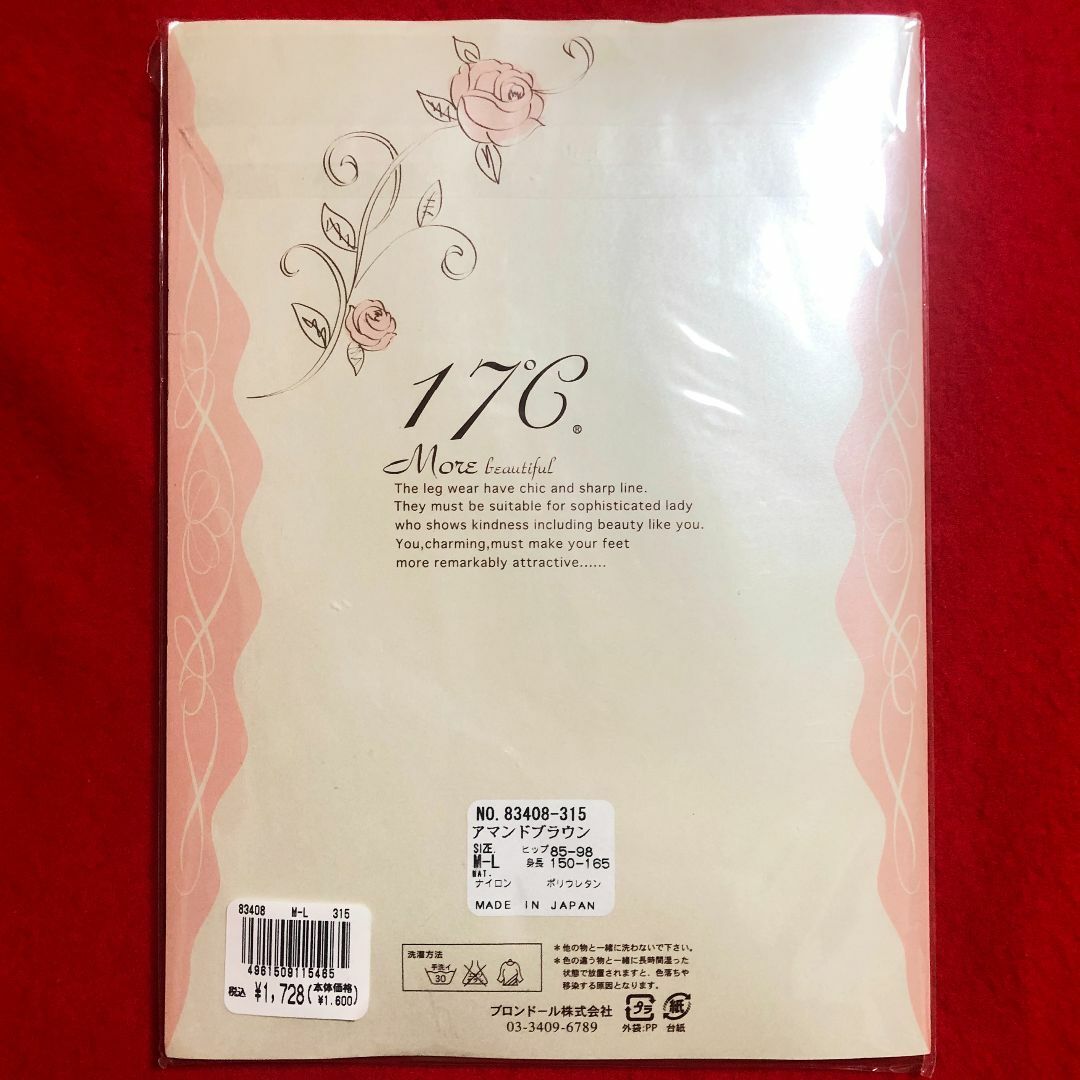 17℃®
More beautiful
The leg wear have chic and sharp line.
They must be suitable for sophisticated lady
who shows kindness including beauty like you.
You,charming,must make your feet
more remarkably attractive......
NO. 83408-315
アマンドブラウン
SIZE. ヒップ 85-98
M-L 身長 150-165
MAT.
ナイロン ポリウレタン
MADE IN JAPAN
83408 M-L 315
4961509115465
税込 ¥1,728(本体価格 ¥1,600)
洗濯方法
手洗イ
30
＊他の物と一緒に洗わないで下さい。
＊色の違う物と一緒に長時間湿った
状態で放置されますと、色落ちや
移染する原因となります。
ブロンドール株式会社
03-3409-6789
プラ 紙
外袋:PP 台紙